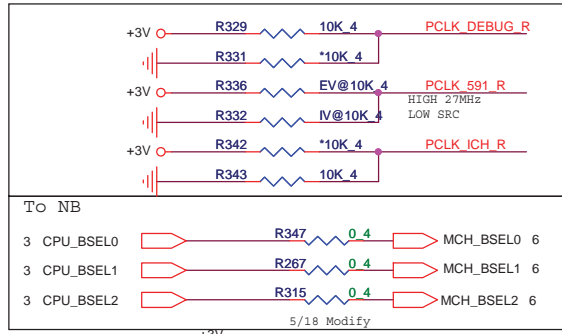 R329 10K_4 PCLK_DEBUG_R
+3V
R331 *10K_4
R336 EV@10K_4 PCLK_591_R
+3V HIGH 27MHz
R332 IV@10K_4 LOW SRC
R342 *10K_4 PCLK_ICH_R
+3V
R343 10K_4
To NB
3 CPU_BSEL0 R347 0_4 MCH_BSEL0 6
3 CPU_BSEL1 R267 0_4 MCH_BSEL1 6
3 CPU_BSEL2 R315 0_4 MCH_BSEL2 6
5/18 Modify
+3V